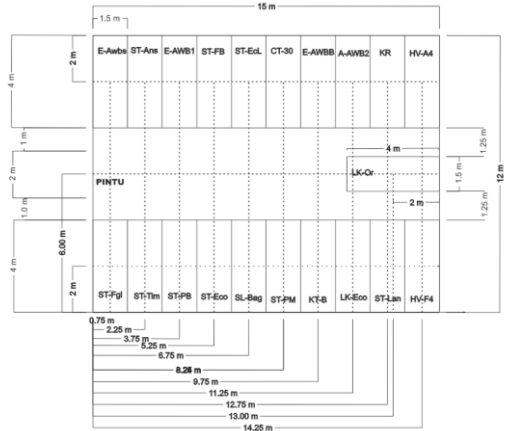 15 m
1.5 m
E-Awbs ST-Ans E-AWB1 ST-FB ST-EcL CT-30 E-AWBB A-AWB2 KR HV-A4
2 m
4 m
1 m
1.25 m
4 m
12 m
2 m
LK-Or
1.5 m
PINTU
2 m
1.0 m
1.25 m
6.00 m
4 m
2 m
ST-Fgl ST-Tlm ST-PB ST-Eco SL-Bag ST-PM KT-B LK-Eco ST-Lan HV-F4
0.75 m
2.25 m
3.75 m
5.25 m
6.75 m
9.75 m
11.25 m
12.75 m
13.00 m
14.25 m